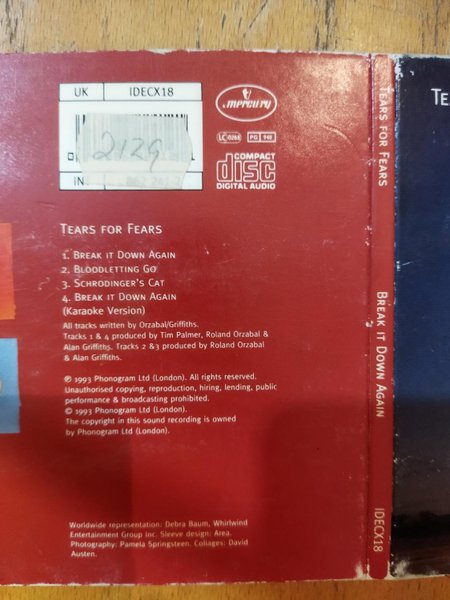 UK IDECX18
mercury
2129
LC 0268 PG 940
COMPACT
disc
DIGITAL AUDIO
TEARS FOR FEARS
1. BREAK IT DOWN AGAIN
2. BLOODLETTING GO
3. SCHRODINGER'S CAT
4. BREAK IT DOWN AGAIN
(Karaoke Version)
All tracks written by Orzabal/Griffiths.
Tracks 1 & 4 produced by Tim Palmer, Roland Orzabal &
Alan Griffiths. Tracks 2 &3 produced by Roland Orzabal
& Alan Griffiths.
℗ 1993 Phonogram Ltd (London). All rights reserved.
Unauthorised copying, reproduction, hiring, lending, public
performance & broadcasting prohibited.
© 1993 Phonogram Ltd (London).
The copyright in this sound recording is owned
by Phonogram Ltd (London).
Worldwide representation: Debra Baum, Whirlwind
Entertainment Group Inc. Sleeve design: Area.
Photography: Pamela Springsteen. Collages: David
Austen.
TEARS FOR FEARS
BREAK IT DOWN AGAIN
IDECX18